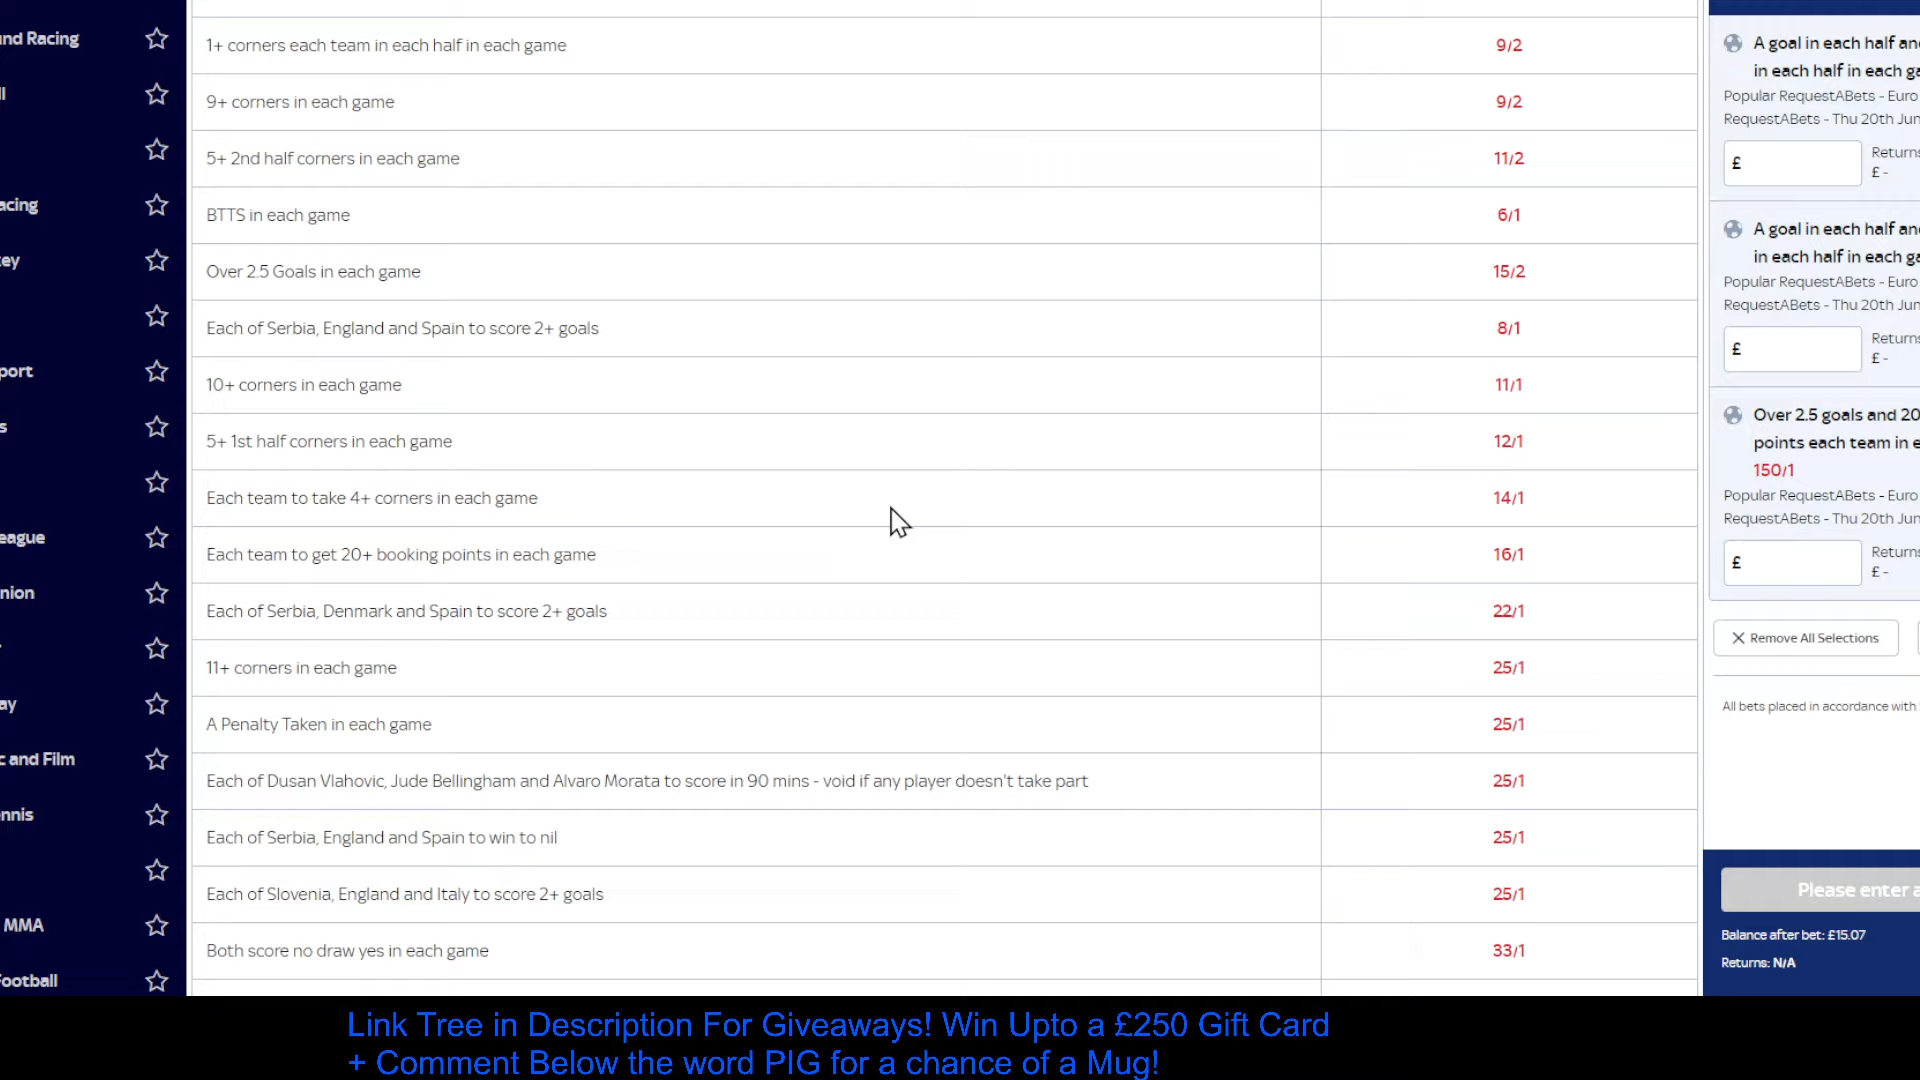 und Racing
ll
acing
ey
port
s
eague
nion
ay
c and Film
ennis
MMA
Football
1+ corners each team in each half in each game 9/2
9+ corners in each game 9/2
5+ 2nd half corners in each game 11/2
BTTS in each game 6/1
Over 2.5 Goals in each game 15/2
Each of Serbia, England and Spain to score 2+ goals 8/1
10+ corners in each game 11/1
5+ 1st half corners in each game 12/1
Each team to take 4+ corners in each game 14/1
Each team to get 20+ booking points in each game 16/1
Each of Serbia, Denmark and Spain to score 2+ goals 22/1
11+ corners in each game 25/1
A Penalty Taken in each game 25/1
Each of Dusan Vlahovic, Jude Bellingham and Alvaro Morata to score in 90 mins - void if any player doesn't take part 25/1
Each of Serbia, England and Spain to win to nil 25/1
Each of Slovenia, England and Italy to score 2+ goals 25/1
Both score no draw yes in each game 33/1
A goal in each half and
in each half in each ga
Popular RequestABets - Euro
RequestABets - Thu 20th Jun
£ Returns
£ -
A goal in each half and
in each half in each ga
Popular RequestABets - Euro
RequestABets - Thu 20th Jun
£ Returns
£ -
Over 2.5 goals and 20
points each team in e
150/1
Popular RequestABets - Euro
RequestABets - Thu 20th Jun
£ Returns
£ -
Remove All Selections
All bets placed in accordance with
Please enter a
Balance after bet: £15.07
Returns: N/A
Link Tree in Description For Giveaways! Win Upto a £250 Gift Card
+ Comment Below the word PIG for a chance of a Mug!